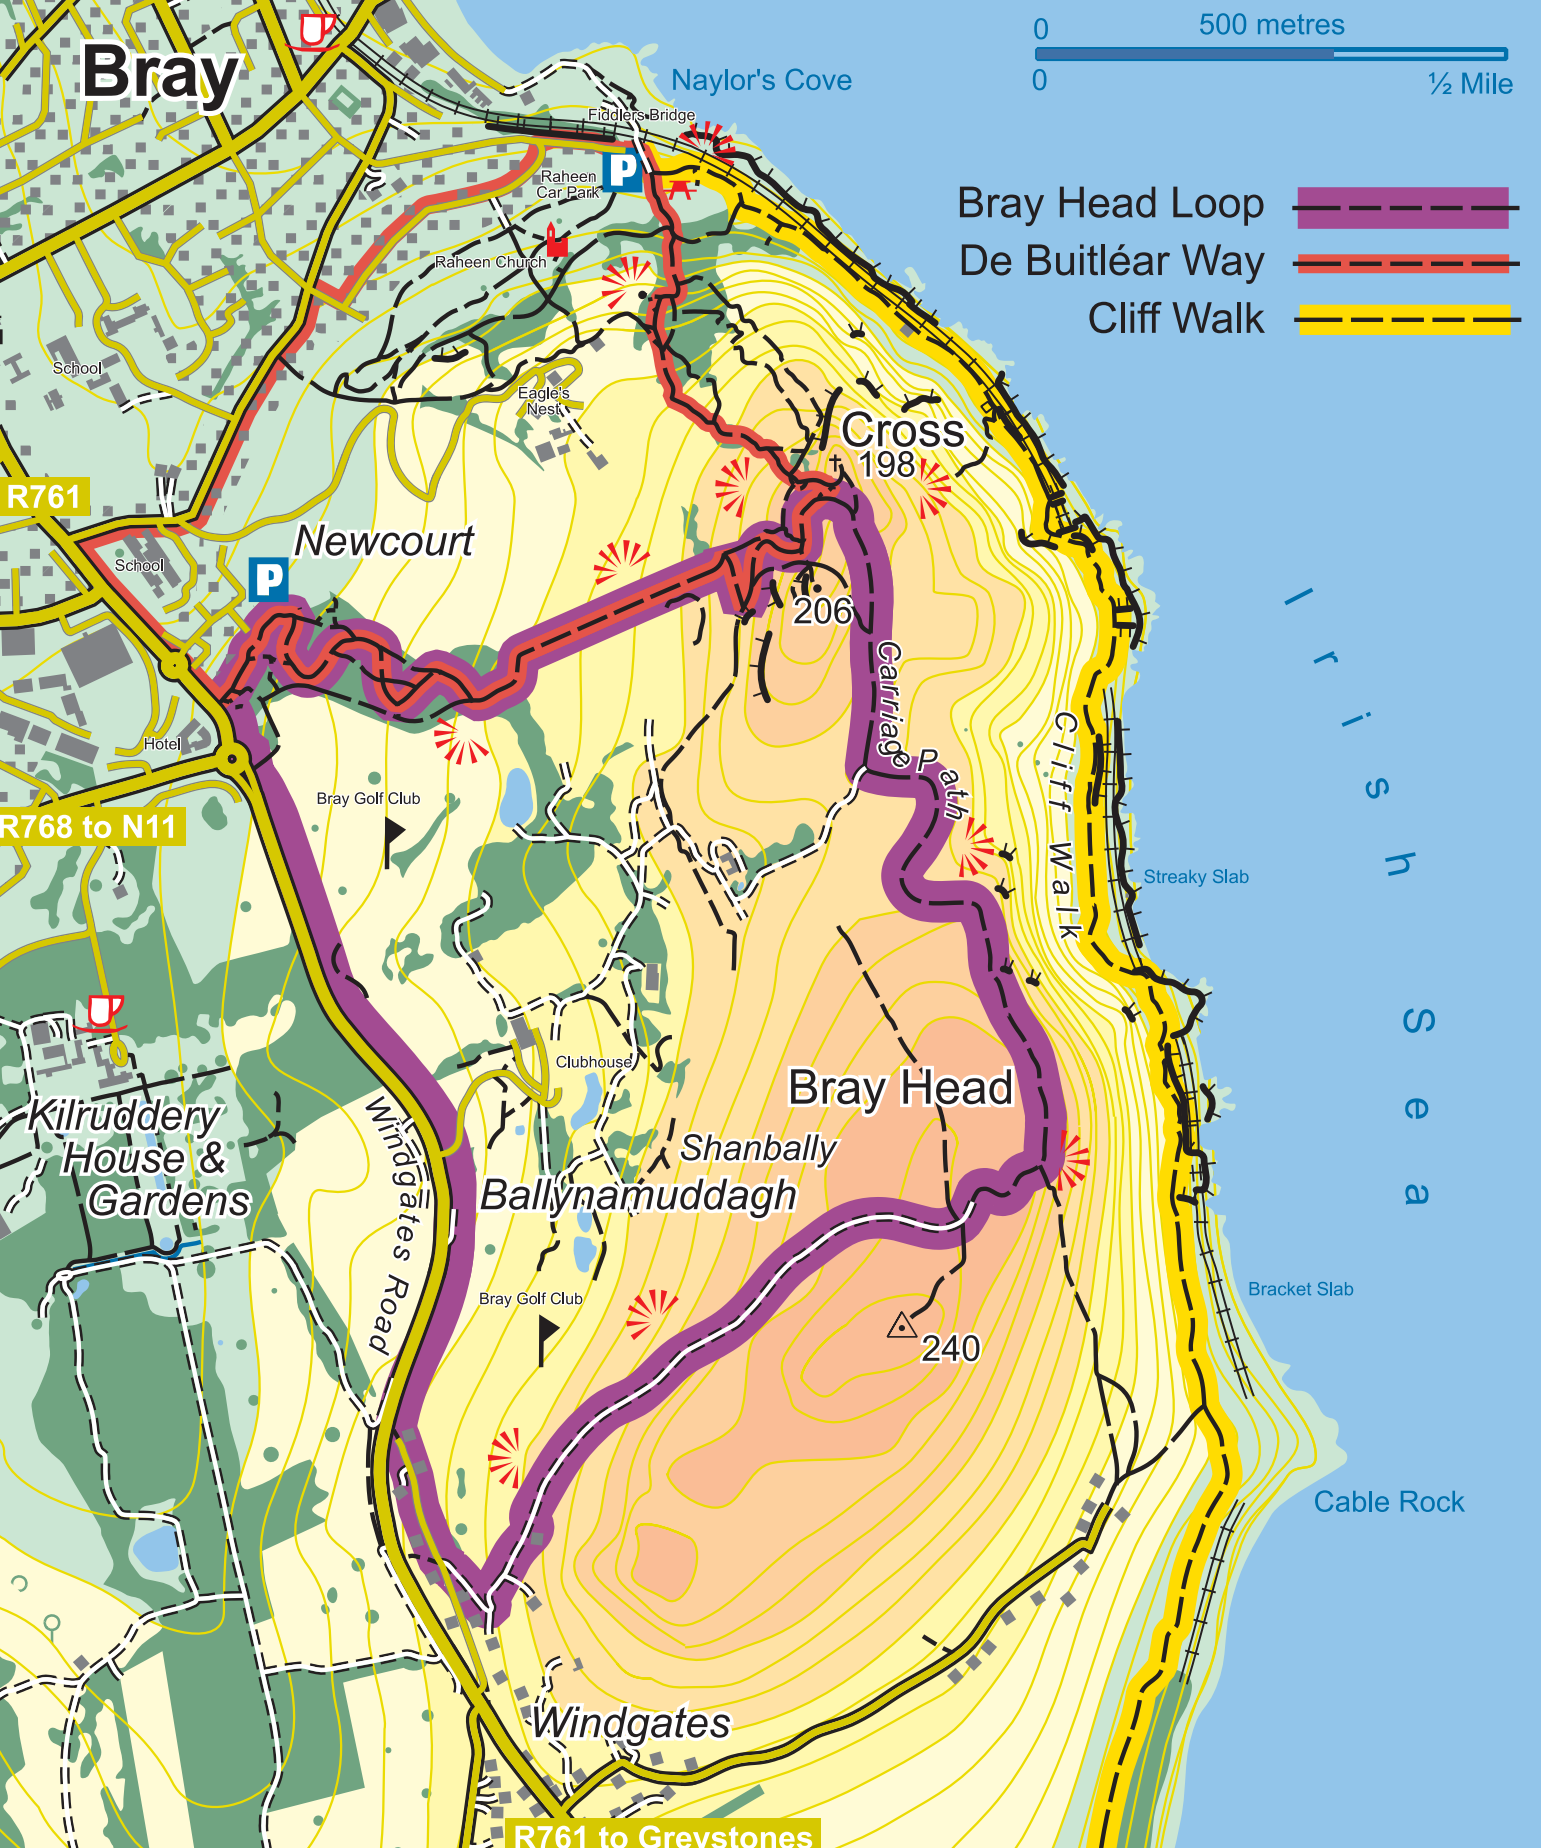 0
500 metres
0
½ Mile
Bray
Naylor's Cove
Fiddlers Bridge
P
Raheen
Car Park
Bray Head Loop
De Buitléar Way
Cliff Walk
Raheen Church
School
Eagle's
Nest
Cross
198
R761
Newcourt
School
P
206
Carriage Path
Irish Sea
Cliff Walk
Hotel
Bray Golf Club
R768 to N11
Streaky Slab
Clubhouse
Bray Head
Kilruddery
House &
Gardens
Windgates Road
Shanbally
Ballynamuddagh
Bray Golf Club
Bracket Slab
240
Cable Rock
Windgates
R761 to Greystones